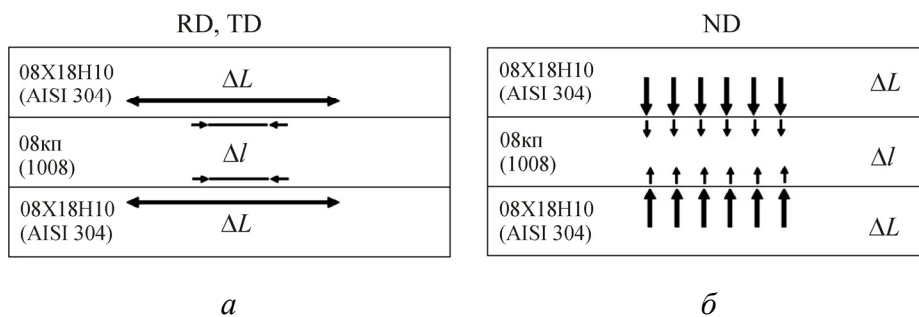 RD, TD
08Х18Н10
(AISI 304)
ΔL
08кп
(1008)
Δl
08Х18Н10
(AISI 304)
ΔL
а
ND
08Х18Н10
(AISI 304)
ΔL
08кп
(1008)
Δl
08Х18Н10
(AISI 304)
ΔL
б